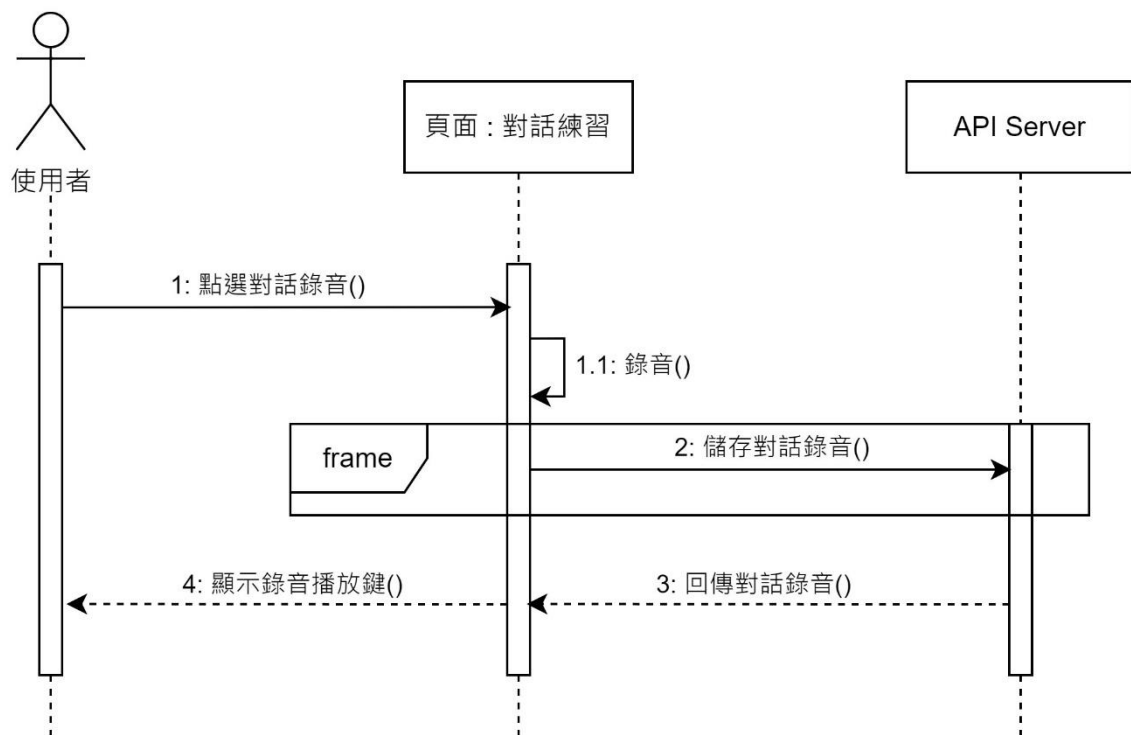 使用者
頁面 : 對話練習
API Server
1: 點選對話錄音()
1.1: 錄音()
frame
2: 儲存對話錄音()
4: 顯示錄音播放鍵()
3: 回傳對話錄音()